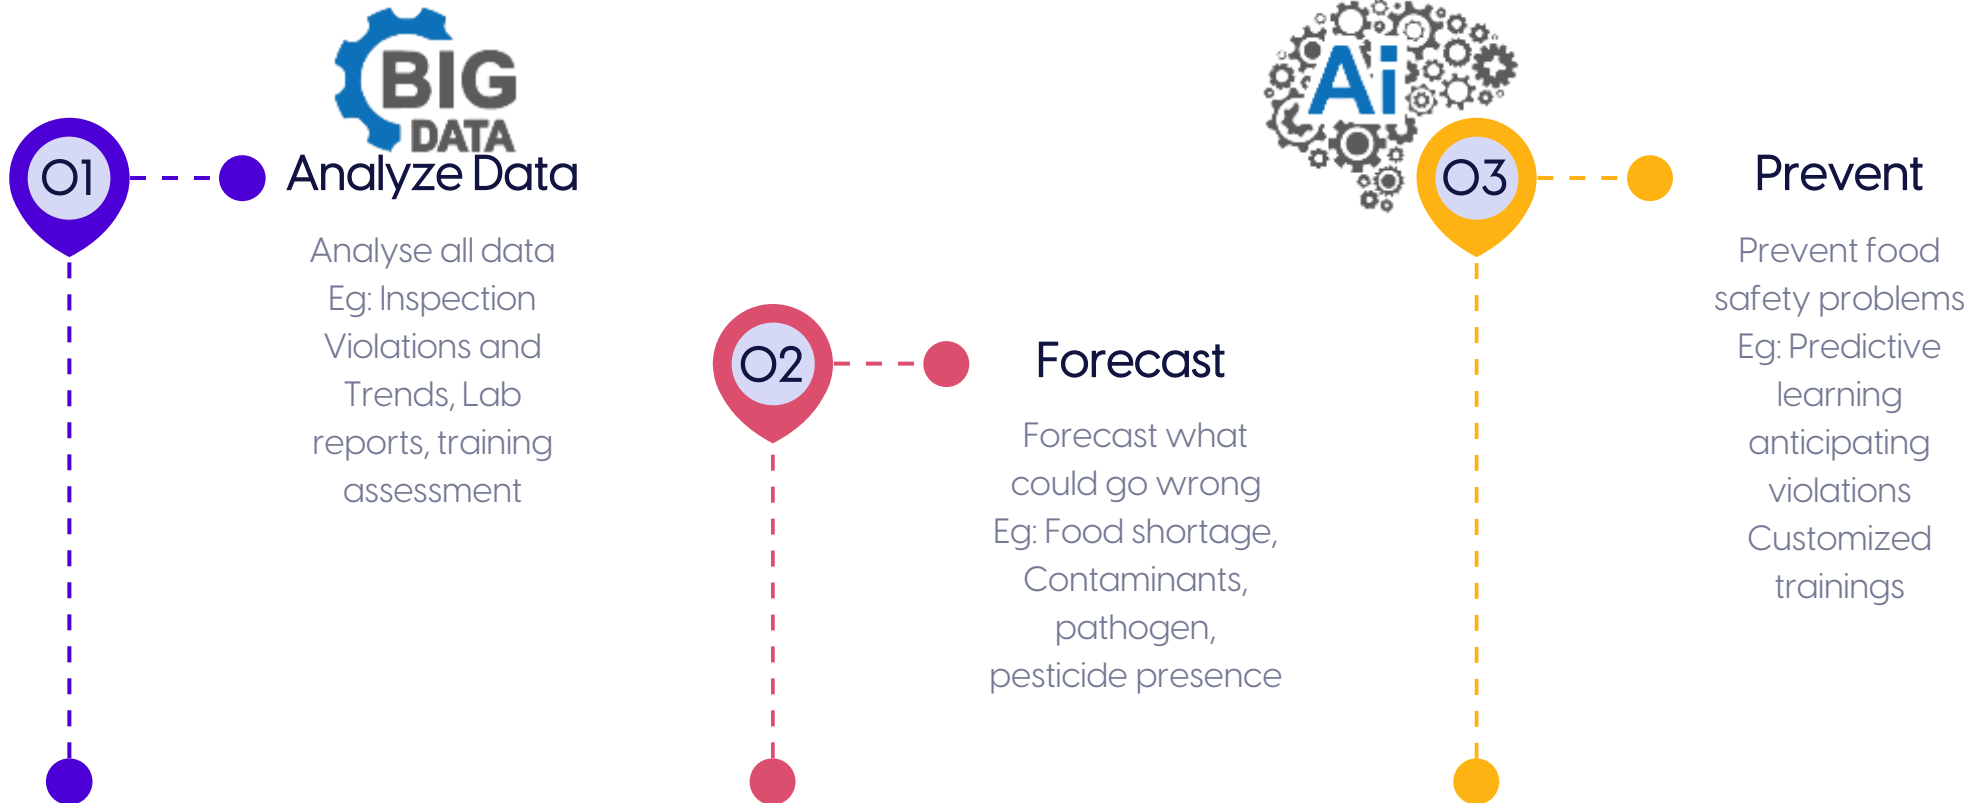 BIG
DATA
01
Analyze Data
Analyse all data
Eg: Inspection
Violations and
Trends, Lab
reports, training
assessment
02
Forecast
Forecast what
could go wrong
Eg: Food shortage,
Contaminants,
pathogen,
pesticide presence
Ai
03
Prevent
Prevent food
safety problems
Eg: Predictive
learning
anticipating
violations
Customized
trainings